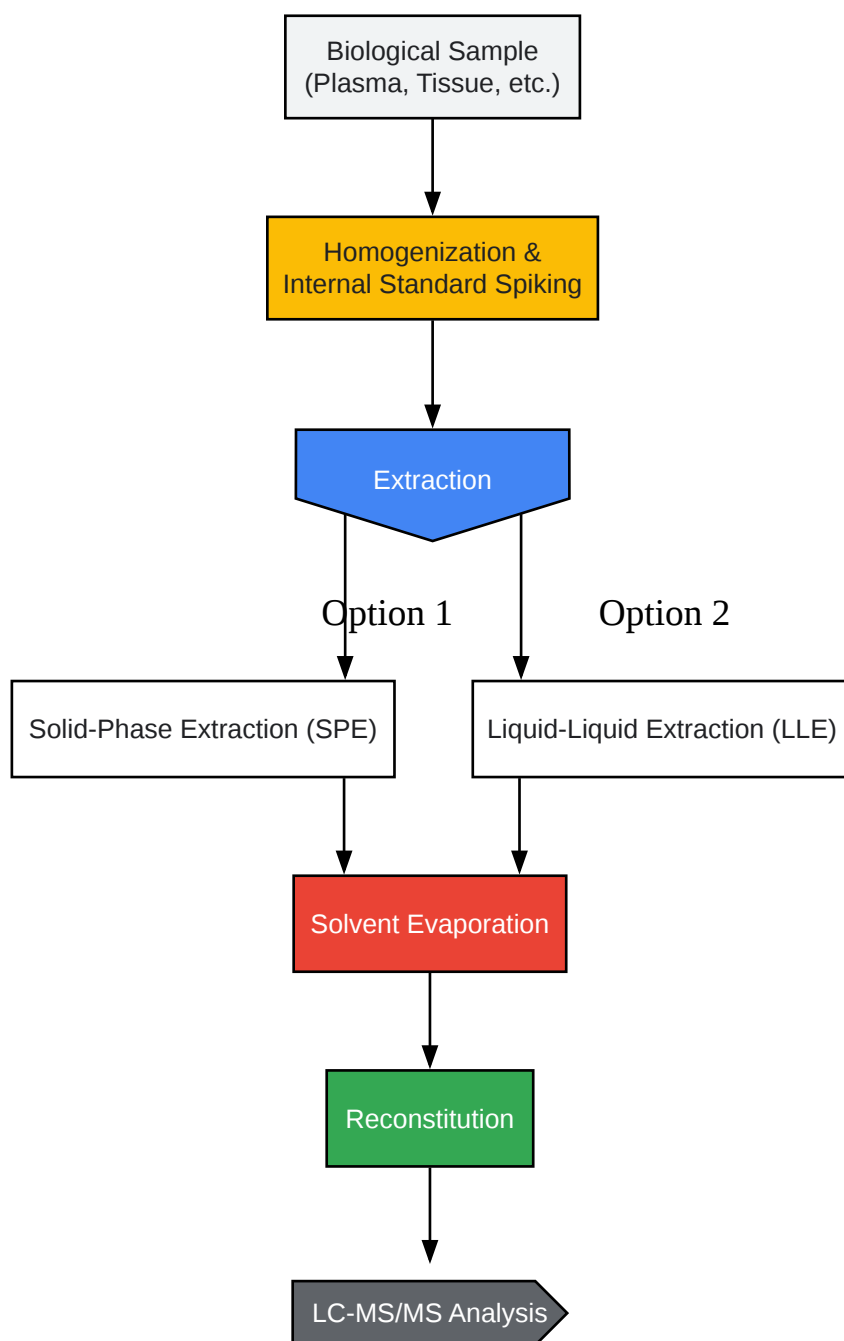 Biological Sample
(Plasma, Tissue, etc.)
Homogenization &
Internal Standard Spiking
Extraction
Option 1
Option 2
Solid-Phase Extraction (SPE)
Liquid-Liquid Extraction (LLE)
Solvent Evaporation
Reconstitution
LC-MS/MS Analysis